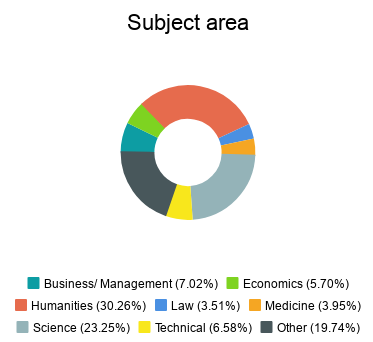 Subject area
Business/ Management (7.02%) Economics (5.70%)
Humanities (30.26%) Law (3.51%) Medicine (3.95%)
Science (23.25%) Technical (6.58%) Other (19.74%)